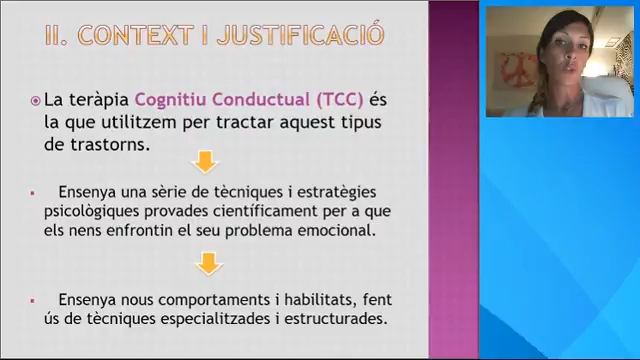 II. CONTEXT I JUSTIFICACIÓ
La teràpia Cognitiu Conductual (TCC) és
la que utilitzem per tractar aquest tipus
de trastorns.
Ensenya una sèrie de tècniques i estratègies
psicològiques provades científicament per a que
els nens enfrontin el seu problema emocional.
Ensenya nous comportaments i habilitats, fent
ús de tècniques especialitzades i estructurades.